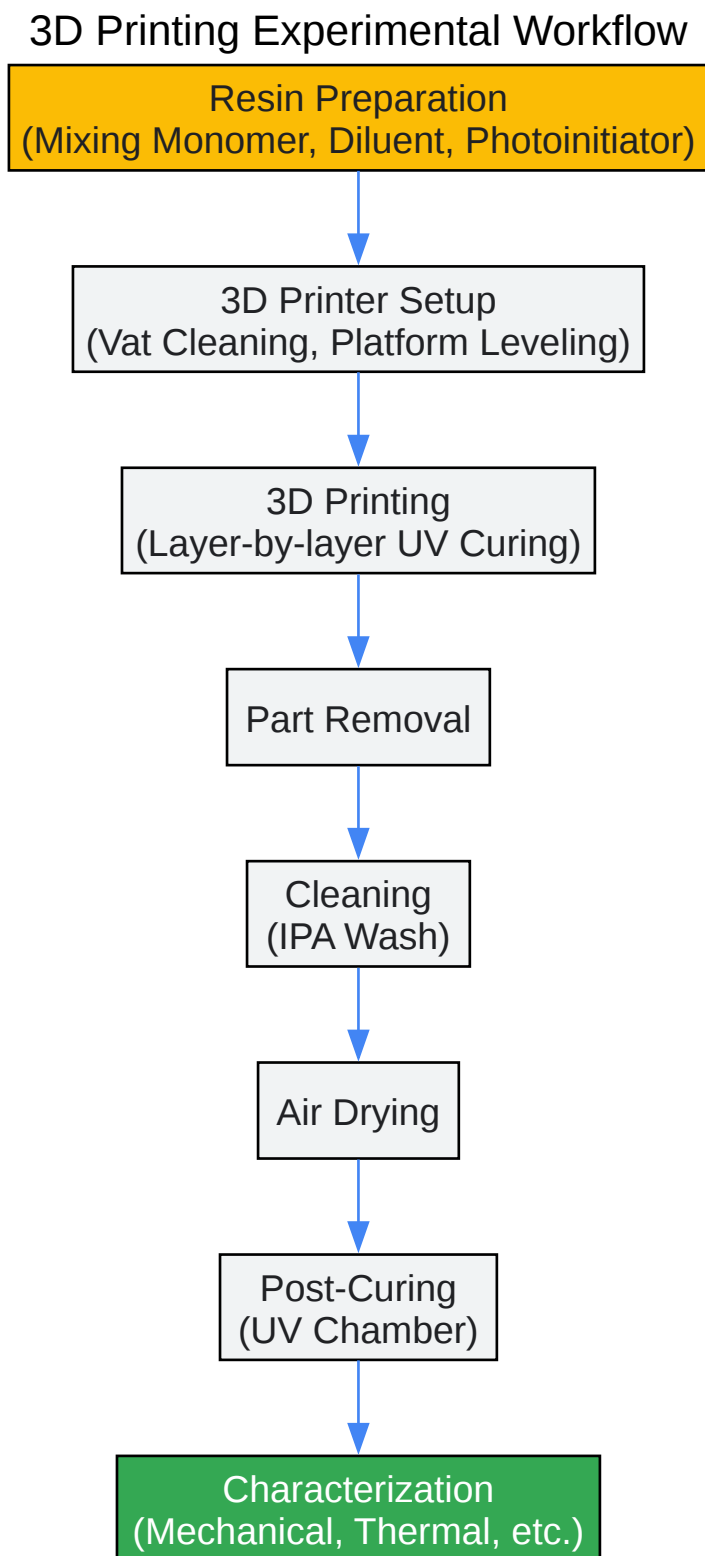 3D Printing Experimental Workflow
Resin Preparation
(Mixing Monomer, Diluent, Photoinitiator)
3D Printer Setup
(Vat Cleaning, Platform Leveling)
3D Printing
(Layer-by-layer UV Curing)
Part Removal
Cleaning
(IPA Wash)
Air Drying
Post-Curing
(UV Chamber)
Characterization
(Mechanical, Thermal, etc.)